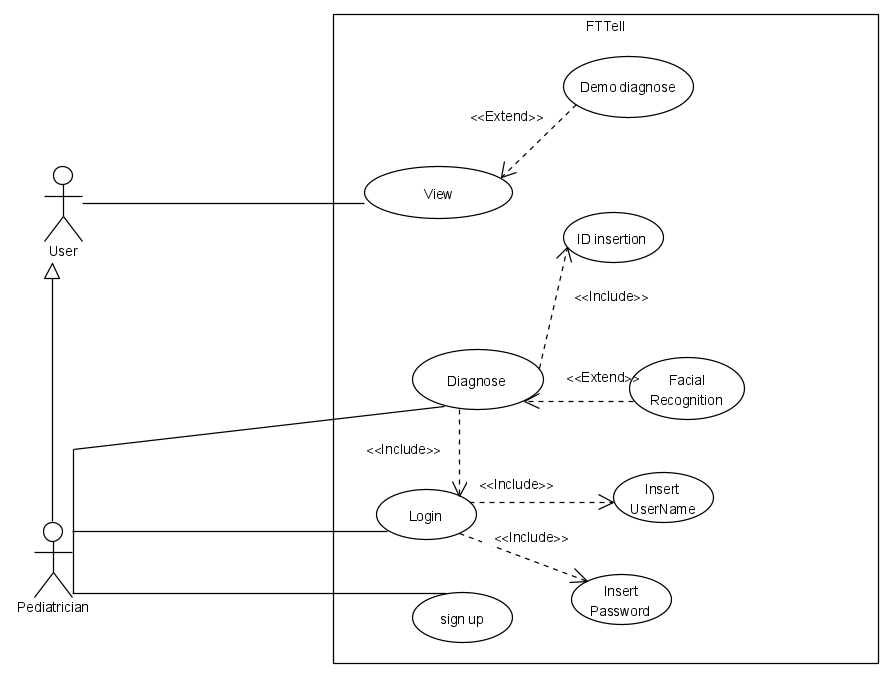 FTTell
Demo diagnose
<<Extend>>
View
User
ID insertion
<<Include>>
Diagnose
<<Extend>>
Facial
Recognition
<<Include>>
Login
<<Include>>
Insert
UserName
<<Include>>
Insert
Password
Pediatrician
sign up